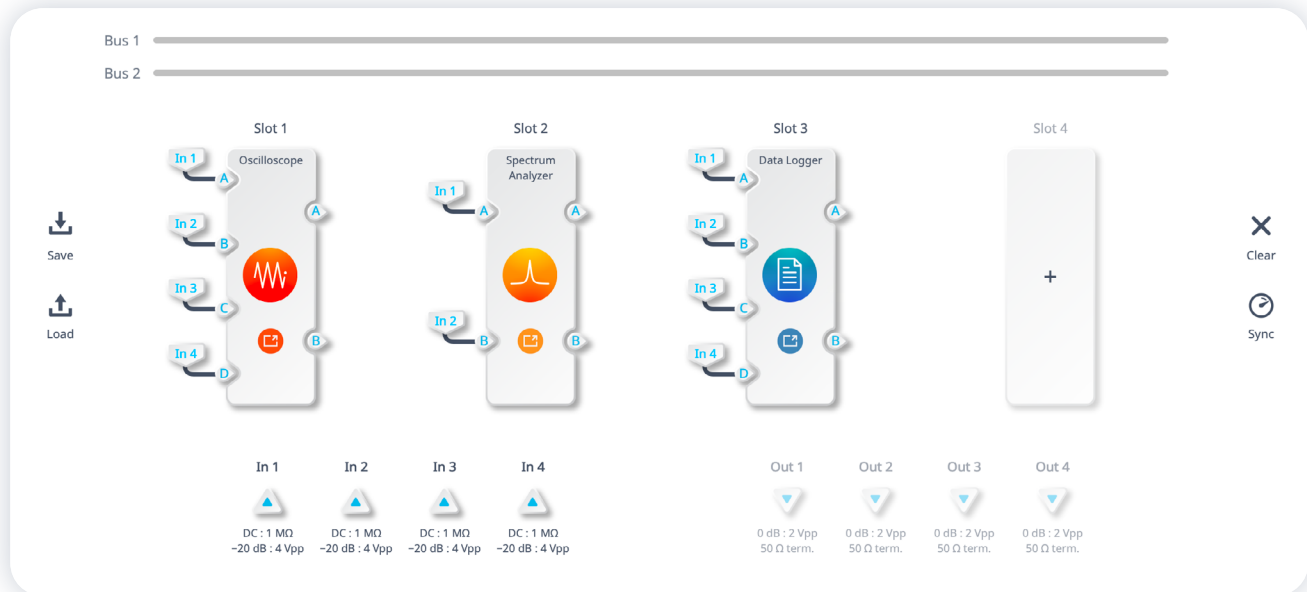 Bus 1
Bus 2
Slot 1
Slot 2
Slot 3
Slot 4
In 1
Oscilloscope
A
A
In 2
B
In 3
C
B
In 4
D
Spectrum
Analyzer
In 1
A
A
In 2
B
B
In 1
Data Logger
A
A
In 2
B
In 3
C
B
In 4
D
+
Save
Load
Clear
Sync
In 1
In 2
In 3
In 4
Out 1
Out 2
Out 3
Out 4
DC : 1 MΩ
−20 dB : 4 Vpp
DC : 1 MΩ
−20 dB : 4 Vpp
DC : 1 MΩ
−20 dB : 4 Vpp
DC : 1 MΩ
−20 dB : 4 Vpp
0 dB : 2 Vpp
50 Ω term.
0 dB : 2 Vpp
50 Ω term.
0 dB : 2 Vpp
50 Ω term.
0 dB : 2 Vpp
50 Ω term.